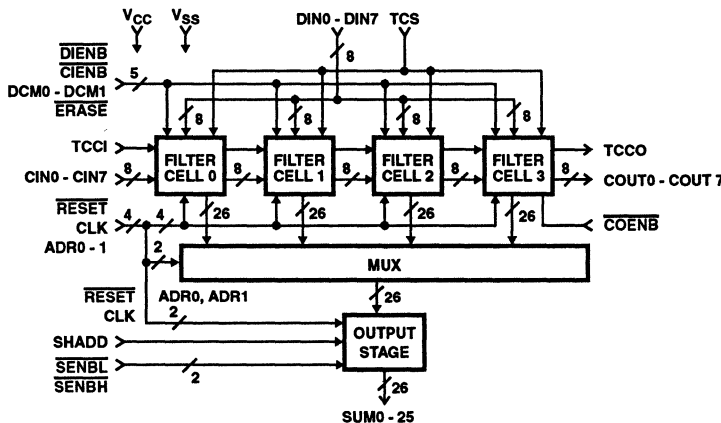 VCC VSS DIN0 - DIN7 TCS
DIENB
CIENB
DCM0 - DCM1
ERASE
5
8
8
8
8
8
TCCI
CIN0 - CIN7
8
FILTER
CELL 0
8
FILTER
CELL 1
8
FILTER
CELL 2
8
FILTER
CELL 3
8
TCCO
COUT0 - COUT 7
RESET
CLK
ADR0 - 1
4
4
26
26
26
26
COENB
2
MUX
ADR0, ADR1
RESET
CLK
2
26
SHADD
SENBL
SENBH
2
OUTPUT
STAGE
26
SUM0 - 25